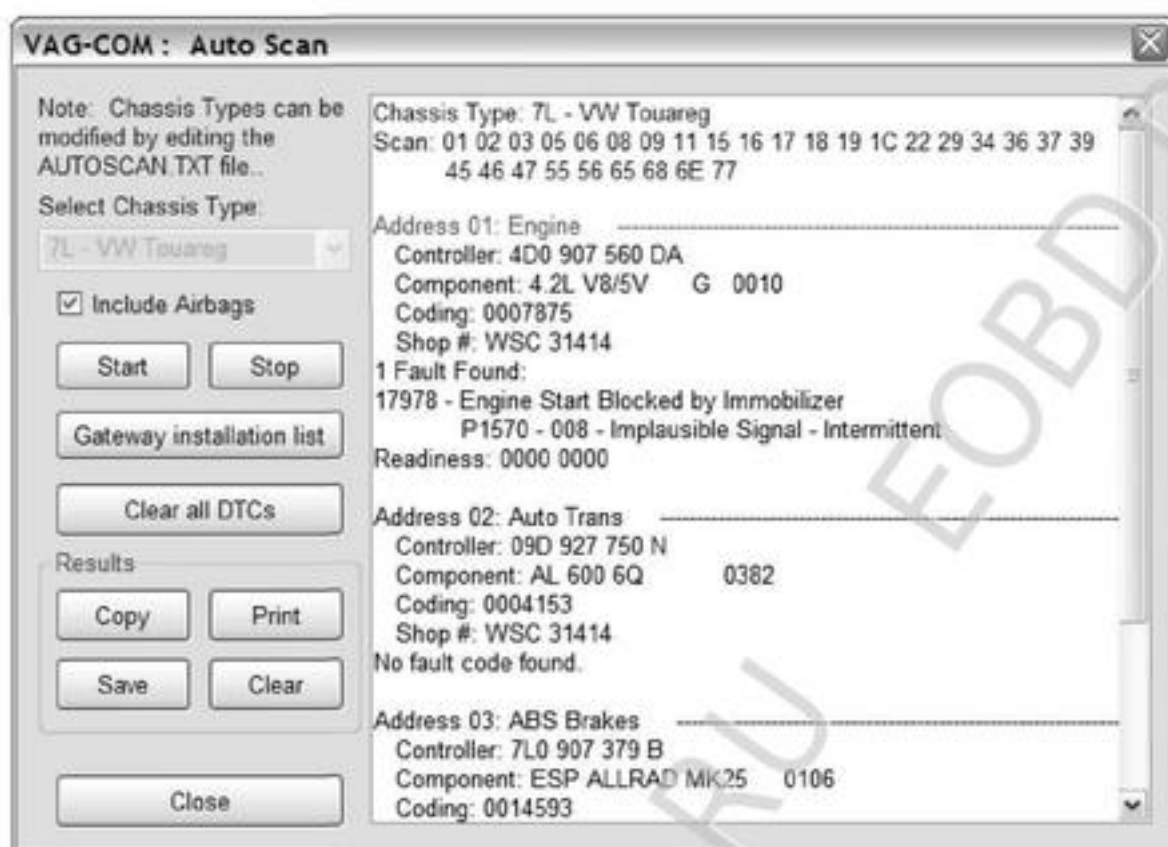 VAG-COM : Auto Scan
Note: Chassis Types can be
modified by editing the
AUTOSCAN.TXT file..
Select Chassis Type:
7L - VW Touareg
Include Airbags
Start
Stop
Gateway installation list
Clear all DTCs
Results
Copy
Print
Save
Clear
Close
Chassis Type: 7L - VW Touareg
Scan: 01 02 03 05 06 08 09 11 15 16 17 18 19 1C 22 29 34 36 37 39
45 46 47 55 56 65 68 6E 77
Address 01: Engine
Controller: 4D0 907 560 DA
Component: 4.2L V8/5V G 0010
Coding: 0007875
Shop #: WSC 31414
1 Fault Found:
17978 - Engine Start Blocked by Immobilizer
P1570 - 008 - Implausible Signal - Intermittent
Readiness: 0000 0000
Address 02: Auto Trans
Controller: 09D 927 750 N
Component: AL 600 6Q 0382
Coding: 0004153
Shop #: WSC 31414
No fault code found.
Address 03: ABS Brakes
Controller: 7L0 907 379 B
Component: ESP ALLRAD MK25 0106
Coding: 0014593
EOBD
RU